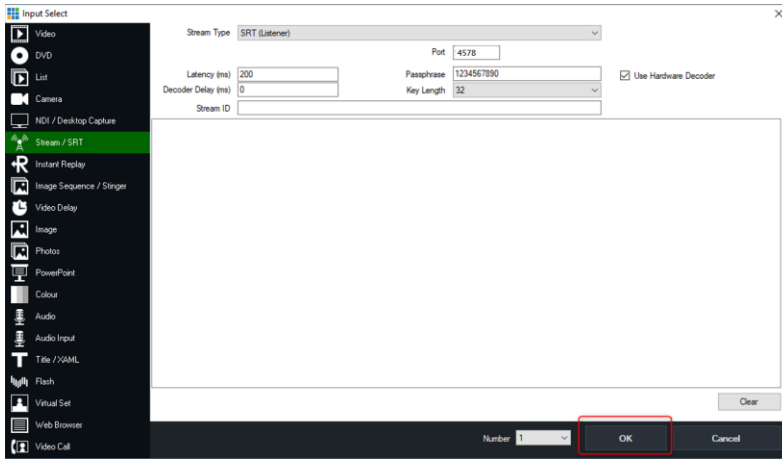 Input Select
Video
DVD
List
Camera
NDI / Desktop Capture
Stream / SRT
Instant Replay
Image Sequence / Stinger
Video Delay
Image
Photos
PowerPoint
Colour
Audio
Audio Input
Title / XAML
Flash
Virtual Set
Web Browser
Video Call
Stream Type SRT (Listener)
Port 4578
Latency (ms) 200 Passphrase 1234567890 Use Hardware Decoder
Decoder Delay (ms) 0 Key Length 32
Stream ID
Clear
Number 1 OK Cancel